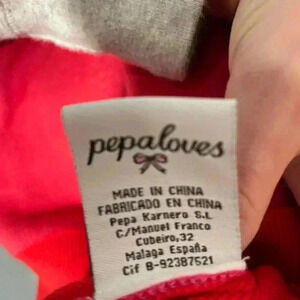 pepaloves
MADE IN CHINA
FABRICADO EN CHINA
Pepa Karnero S.L
C/Manuel Franco
Cubeiro,32
Malaga España
Cif B-92387521